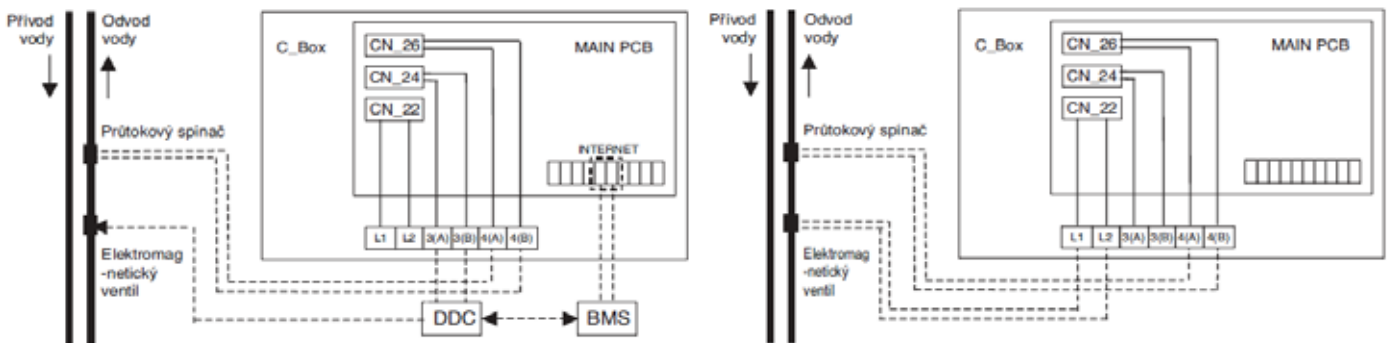 Přívod
vody
Odvod
vody
C_Box
CN_26
CN_24
CN_22
MAIN PCB
Průtokový spínač
INTERNET
L1 L2 3(A) 3(B) 4(A) 4(B)
Elektromag
-netický
ventil
DDC
BMS
Přívod
vody
Odvod
vody
C_Box
CN_26
CN_24
CN_22
MAIN PCB
Průtokový spínač
L1 L2 3(A) 3(B) 4(A) 4(B)
Elektromag
-netický
ventil